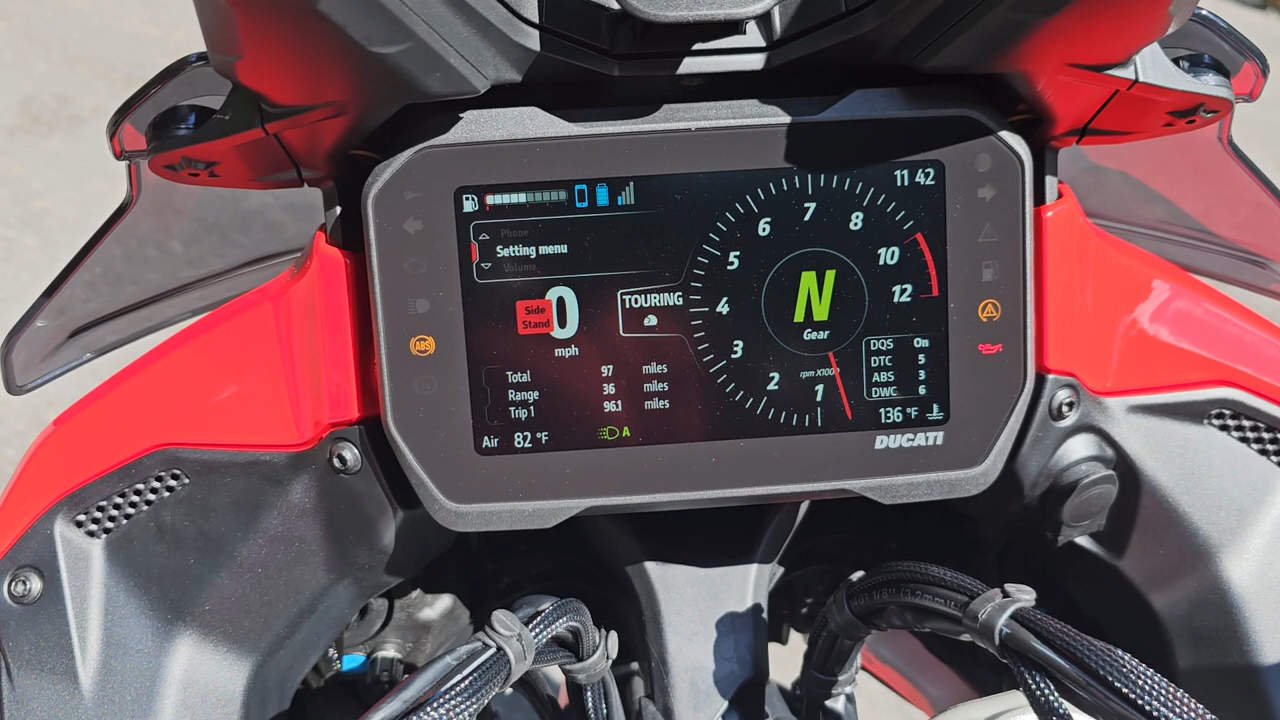 11 42
Phone
Setting menu
Volume
Side
Stand
0
mph
TOURING
1
2
3
4
5
6
7
8
10
12
N
Gear
rpm X1000
DQS On
DTC 5
ABS 3
DWC 6
Total 97 miles
Range 36 miles
Trip 1 96.1 miles
Air 82 °F
A
136 °F
DUCATI
ABS